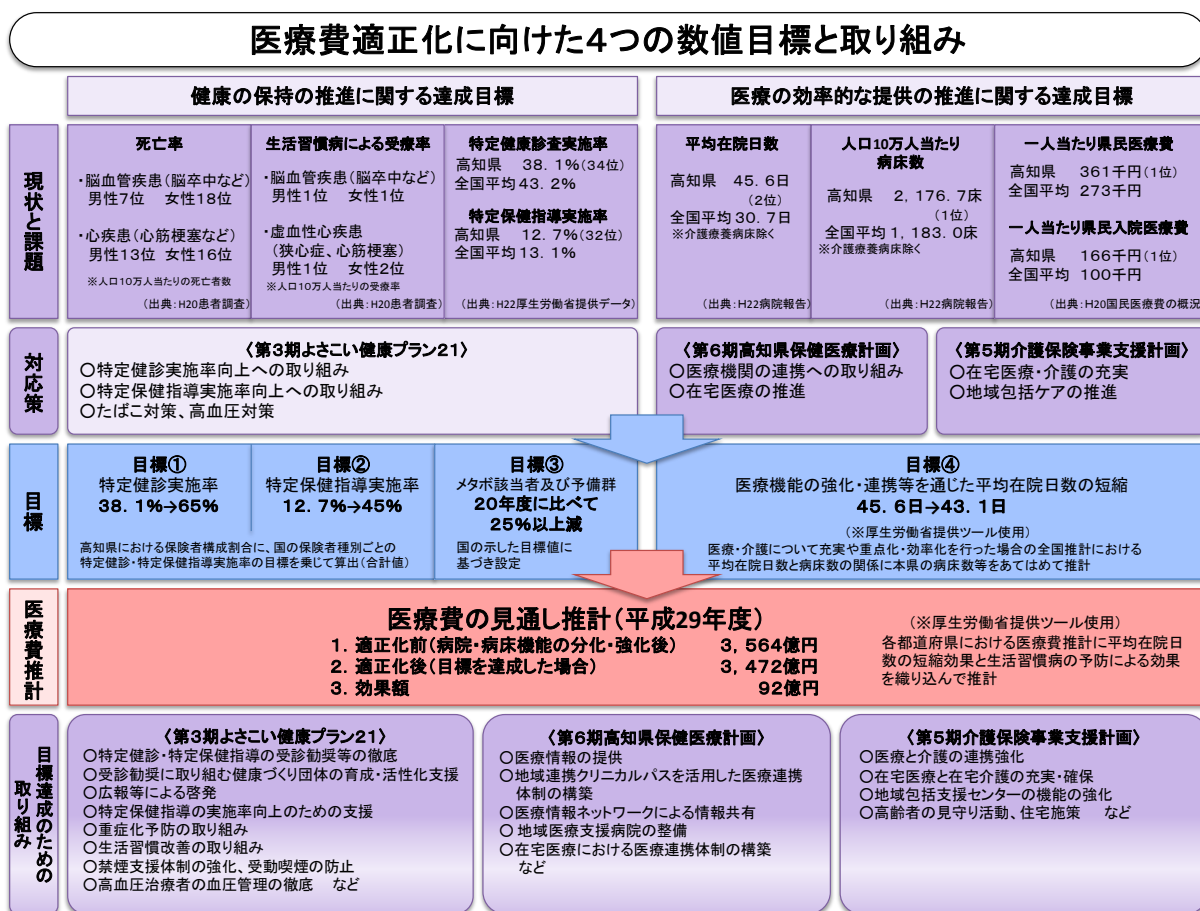 医療費適正化に向けた4つの数値目標と取り組み
健康の保持の推進に関する達成目標
医療の効率的な提供の推進に関する達成目標
現状と課題
死亡率
・脳血管疾患(脳卒中など)
男性7位 女性18位
・心疾患(心筋梗塞など)
男性13位 女性16位
※人口10万人当たりの死亡者数
(出典:H20患者調査)
生活習慣病による受療率
・脳血管疾患(脳卒中など)
男性1位 女性1位
・虚血性心疾患
(狭心症、心筋梗塞)
男性1位 女性2位
※人口10万人当たりの受療率
(出典:H20患者調査)
特定健康診査実施率
高知県 38.1%(34位)
全国平均43.2%
特定保健指導実施率
高知県 12.7%(32位)
全国平均13.1%
(出典:H22厚生労働省提供データ)
平均在院日数
高知県 45.6日
(2位)
全国平均30.7日
※介護療養病床除く
(出典:H22病院報告)
人口10万人当たり
病床数
高知県 2,176.7床
(1位)
全国平均1,183.0床
※介護療養病床除く
(出典:H22病院報告)
一人当たり県民医療費
高知県 361千円(1位)
全国平均 273千円
一人当たり県民入院医療費
高知県 166千円(1位)
全国平均 100千円
(出典:H20国民医療費の概況
対応策
〈第3期よさこい健康プラン21〉
○特定健診実施率向上への取り組み
○特定保健指導実施率向上への取り組み
○たばこ対策、高血圧対策
〈第6期高知県保健医療計画〉
○医療機関の連携への取り組み
○在宅医療の推進
〈第5期介護保険事業支援計画〉
○在宅医療・介護の充実
○地域包括ケアの推進
目標
目標①
特定健診実施率
38.1%→65%
目標②
特定保健指導実施率
12.7%→45%
高知県における保険者構成割合に、国の保険者種別ごとの
特定健診・特定保健指導実施率の目標を乗じて算出(合計値)
目標③
メタボ該当者及び予備群
20年度に比べて
25%以上減
国の示した目標値に
基づき設定
目標④
医療機能の強化・連携等を通じた平均在院日数の短縮
45.6日→43.1日
(※厚生労働省提供ツール使用)
医療・介護について充実や重点化・効率化を行った場合の全国推計における
平均在院日数と病床数の関係に本県の病床数等をあてはめて推計
医療費推計
医療費の見通し推計(平成29年度)
1. 適正化前(病院・病床機能の分化・強化後) 3,564億円
2. 適正化後(目標を達成した場合) 3,472億円
3. 効果額 92億円
(※厚生労働省提供ツール使用)
各都道府県における医療費推計に平均在院日
数の短縮効果と生活習慣病の予防による効果
を織り込んで推計
目標達成のための
取り組み
〈第3期よさこい健康プラン21〉
○特定健診・特定保健指導の受診勧奨等の徹底
○受診勧奨に取り組む健康づくり団体の育成・活性化支援
○広報等による啓発
○特定保健指導の実施率向上のための支援
○重症化予防の取り組み
○生活習慣改善の取り組み
○禁煙支援体制の強化、受動喫煙の防止
○高血圧治療者の血圧管理の徹底 など
〈第6期高知県保健医療計画〉
○医療情報の提供
○地域連携クリニカルパスを活用した医療連携
体制の構築
○医療情報ネットワークによる情報共有
○ 地域医療支援病院の整備
○在宅医療における医療連携体制の構築
など
〈第5期介護保険事業支援計画〉
○医療と介護の連携強化
○在宅医療と在宅介護の充実・確保
○地域包括支援センターの機能の強化
○高齢者の見守り活動、住宅施策 など